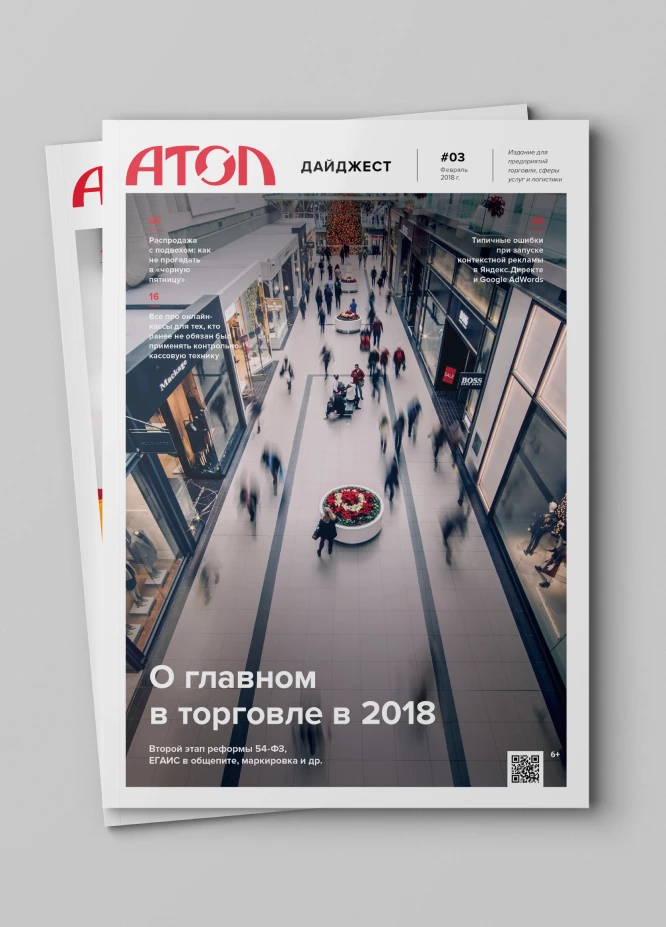 АТОЛ
ДАЙДЖЕСТ
#03
Февраль
2018 г.
Издание для
предприятий
торговли, сферы
услуг и логистики
Распродажа
с подвохом: как
не прогадать
в «черную
пятницу»
16
Все про онлайн-
кассы для тех, кто
ранее не обязан был
применять контрольно-
кассовую технику
Типичные ошибки
при запуске
контекстной рекламы
в Яндекс.Директе
и Google AdWords
Mackage
SALE
BOSS
О главном
в торговле в 2018
Второй этап реформы 54-ФЗ,
ЕГАИС в общепите, маркировка и др.
6+